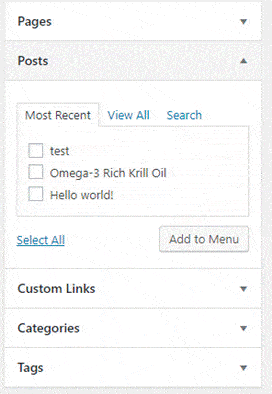 Pages
Posts
Most Recent View All Search
test
Omega-3 Rich Krill Oil
Hello world!
Select All Add to Menu
Custom Links
Categories
Tags